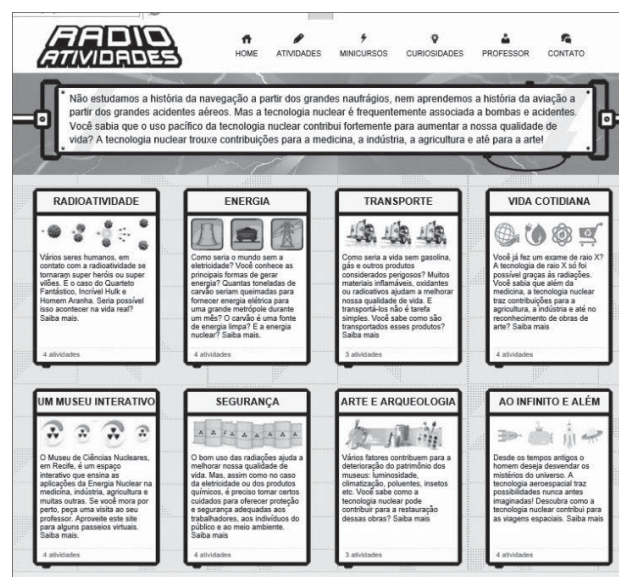 RADIO
ATIVIDADES
HOME ATIVIDADES MINICURSOS CURIOSIDADES PROFESSOR CONTATO
Não estudamos a história da navegação a partir dos grandes naufrágios, nem aprendemos a história da aviação a
partir dos grandes acidentes aéreos. Mas a tecnologia nuclear é frequentemente associada a bombas e acidentes.
Você sabia que o uso pacífico da tecnologia nuclear contribui fortemente para aumentar a nossa qualidade de
vida? A tecnologia nuclear trouxe contribuições para a medicina, a indústria, a agricultura e até para a arte!
RADIOATIVIDADE
Vários seres humanos, em
contato com a radioatividade se
tornaram super heróis ou super
vilões. E o caso do Quarteto
Fantástico, Incrível Hulk e
Homem Aranha. Seria possível
isso acontecer na vida real?
Saiba mais.
4 atividades
ENERGIA
Como seria o mundo sem a
eletricidade? Você conhece as
principais formas de gerar
energia? Quantas toneladas de
carvão seriam queimadas para
fornecer energia elétrica para
uma grande metrópole durante
um mês? O carvão é uma fonte
de energia limpa? E a energia
nuclear? Saiba mais.
4 atividades
TRANSPORTE
Como seria a vida sem gasolina,
gás e outros produtos
considerados perigosos? Muitos
materiais inflamáveis, oxidantes
ou radioativos ajudam a melhorar
nossa qualidade de vida. E
transportá-los não é tarefa
simples. Você sabe como são
transportados esses produtos?
Saiba mais
3 atividades
VIDA COTIDIANA
Você já fez um exame de raio X?
A tecnologia de raio X só foi
possível graças às radiações.
Você sabia que além da
medicina, a tecnologia nuclear
traz contribuições para a
agricultura, a indústria e até no
reconhecimento de obras de
arte? Saiba mais
4 atividades
UM MUSEU INTERATIVO
O Museu de Ciências Nucleares,
em Recife, é um espaço
interativo que ensina as
aplicações da Energia Nuclear na
medicina, indústria, agricultura e
muitas outras. Se você mora por
perto, peça uma visita ao seu
professor. Aproveite este site
para alguns passeios virtuais.
Saiba mais.
4 atividades
SEGURANÇA
O bom uso das radiações ajuda a
melhorar nossa qualidade de
vida. Mas, assim como no caso
da eletricidade ou dos produtos
químicos, é preciso tomar certos
cuidados para oferecer proteção
e segurança adequadas aos
trabalhadores, aos indivíduos do
público e ao meio ambiente.
Saiba mais.
4 atividades
ARTE E ARQUEOLOGIA
Vários fatores contribuem para a
deterioração do patrimônio dos
museus: luminosidade,
climatização, poluentes, insetos
etc. Você sabe como a
tecnologia nuclear pode
contribuir para a restauração
dessas obras? Saiba mais
3 atividades
AO INFINITO E ALÉM
Desde os tempos antigos o
homem deseja desvendar os
mistérios do universo. A
tecnologia aeroespacial traz
possibilidades nunca antes
imaginadas! Descubra como a
tecnologia nuclear contribui para
as viagens espaciais. Saiba mais
4 atividades